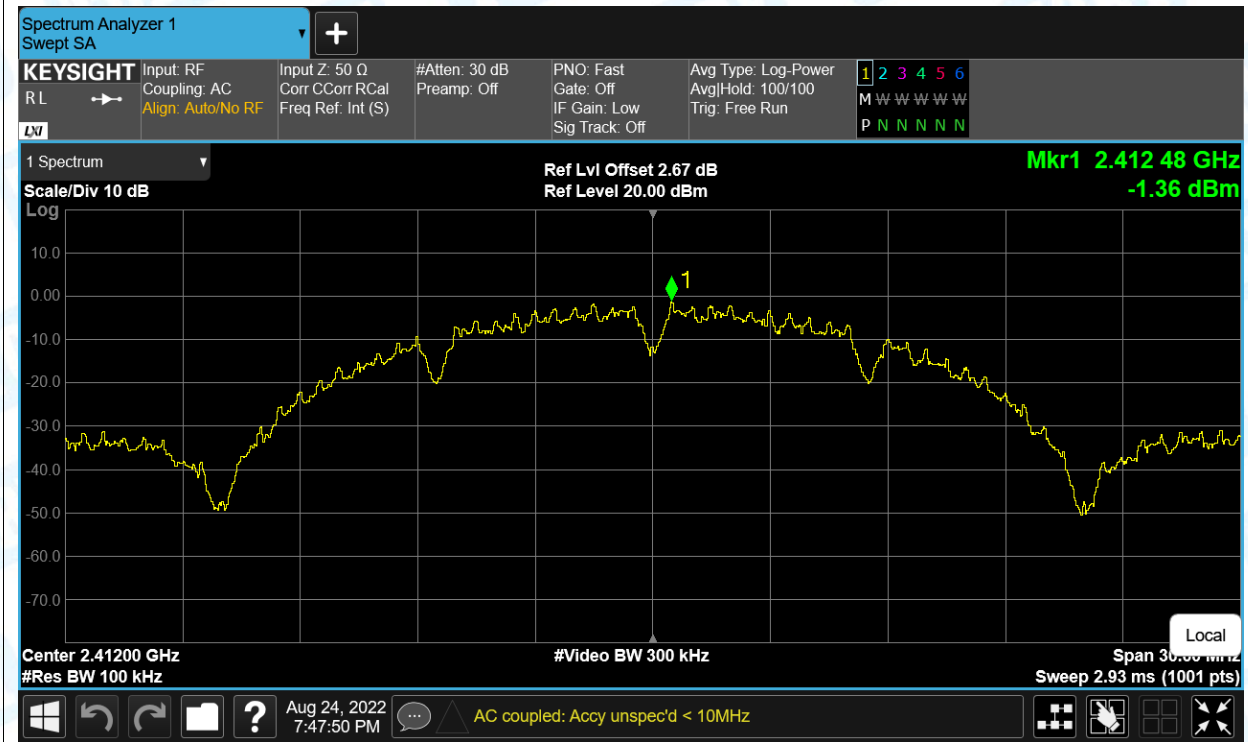 Spectrum Analyzer 1
Swept SA
+
KEYSIGHT
R L
LXI
Input: RF
Coupling: AC
Align: Auto/No RF
Input Z: 50 Ω
Corr CCorr RCal
Freq Ref: Int (S)
#Atten: 30 dB
Preamp: Off
PNO: Fast
Gate: Off
IF Gain: Low
Sig Track: Off
Avg Type: Log-Power
Avg|Hold: 100/100
Trig: Free Run
1 2 3 4 5 6
M W W W W W
P N N N N N
1 Spectrum
Scale/Div 10 dB
Log
Ref Lvl Offset 2.67 dB
Ref Level 20.00 dBm
Mkr1 2.412 48 GHz
-1.36 dBm
1
10.0
0.00
-10.0
-20.0
-30.0
-40.0
-50.0
-60.0
-70.0
Local
Center 2.41200 GHz
#Video BW 300 kHz
Span 30.00 MHz
#Res BW 100 kHz
Sweep 2.93 ms (1001 pts)
?
Aug 24, 2022
7:47:50 PM
AC coupled: Accy unspec'd < 10MHz